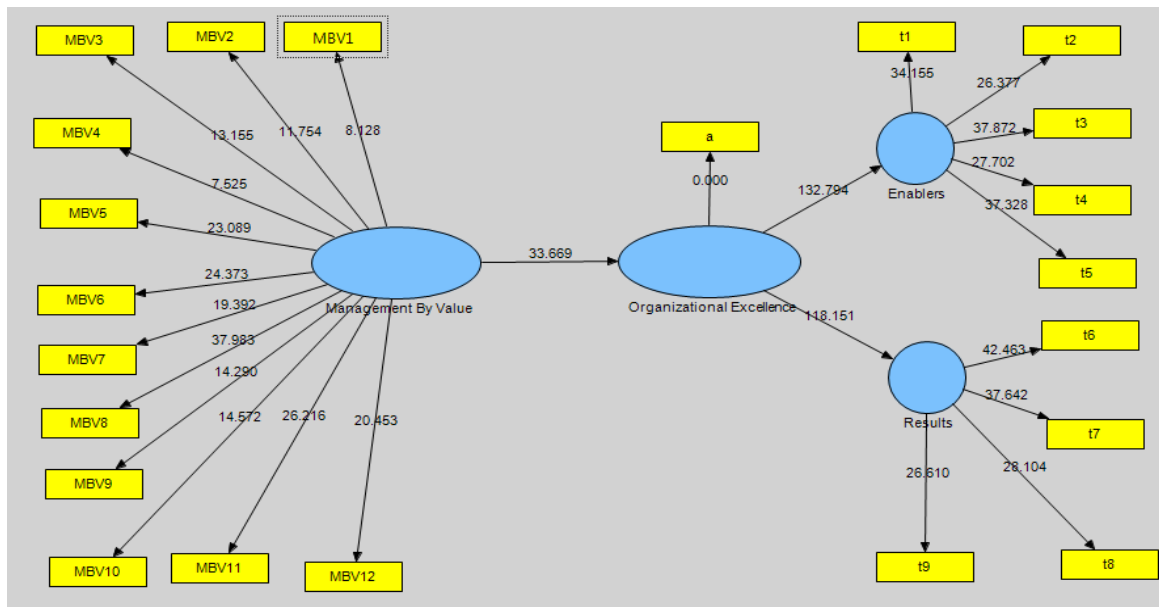 MBV3
MBV2
MBV1
t1
t2
13.155
11.754
8.128
34.155
26.377
MBV4
7.525
a
0.000
37.872
t3
27.702
t4
132.794
Enablers
37.328
t5
MBV5
23.089
33.669
MBV6
24.373
Management By Value
Organizational Excellence
118.151
MBV7
19.392
42.463
t6
MBV8
37.983
37.642
t7
Results
MBV9
14.290
14.572
26.216
20.453
26.610
28.104
MBV10
MBV11
MBV12
t9
t8